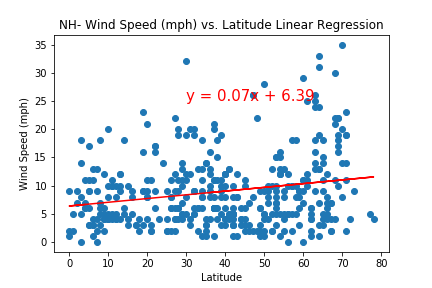 NH- Wind Speed (mph) vs. Latitude Linear Regression
35
30
25
20
15
10
5
0
Wind Speed (mph)
y = 0.07x + 6.39
0 10 20 30 40 50 60 70 80
Latitude